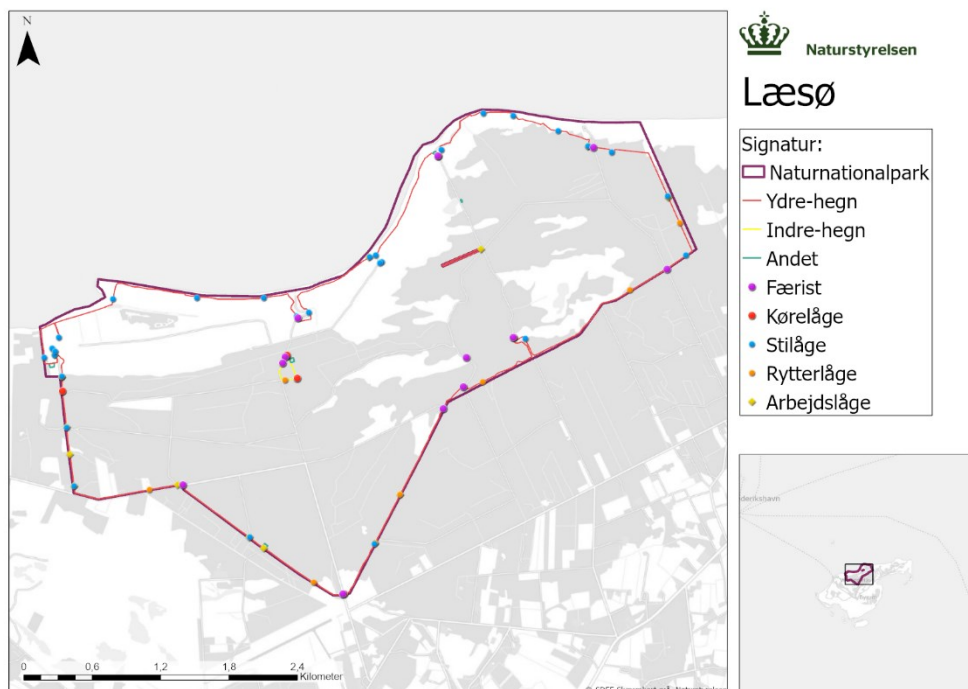 N
Naturstyrelsen
Læsø
Signatur:
Naturnationalpark
Ydre-hegn
Indre-hegn
Andet
Færist
Kørelåge
Stilåge
Rytterlåge
Arbejdslåge
0 0,6 1,2 1,8 2,4
Kilometer